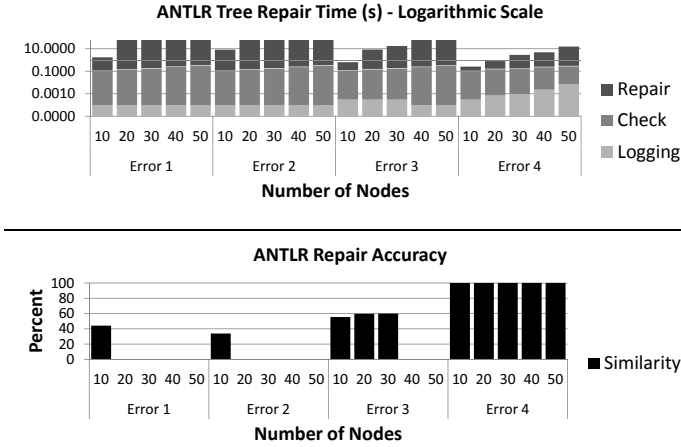 ANTLR Tree Repair Time (s) - Logarithmic Scale
10.0000
0.1000
0.0010
0.0000
Repair
Check
Logging
10 20 30 40 50 10 20 30 40 50 10 20 30 40 50 10 20 30 40 50
Error 1 Error 2 Error 3 Error 4
Number of Nodes
ANTLR Repair Accuracy
Percent
100
80
60
40
20
0
Similarity
10 20 30 40 50 10 20 30 40 50 10 20 30 40 50 10 20 30 40 50
Error 1 Error 2 Error 3 Error 4
Number of Nodes